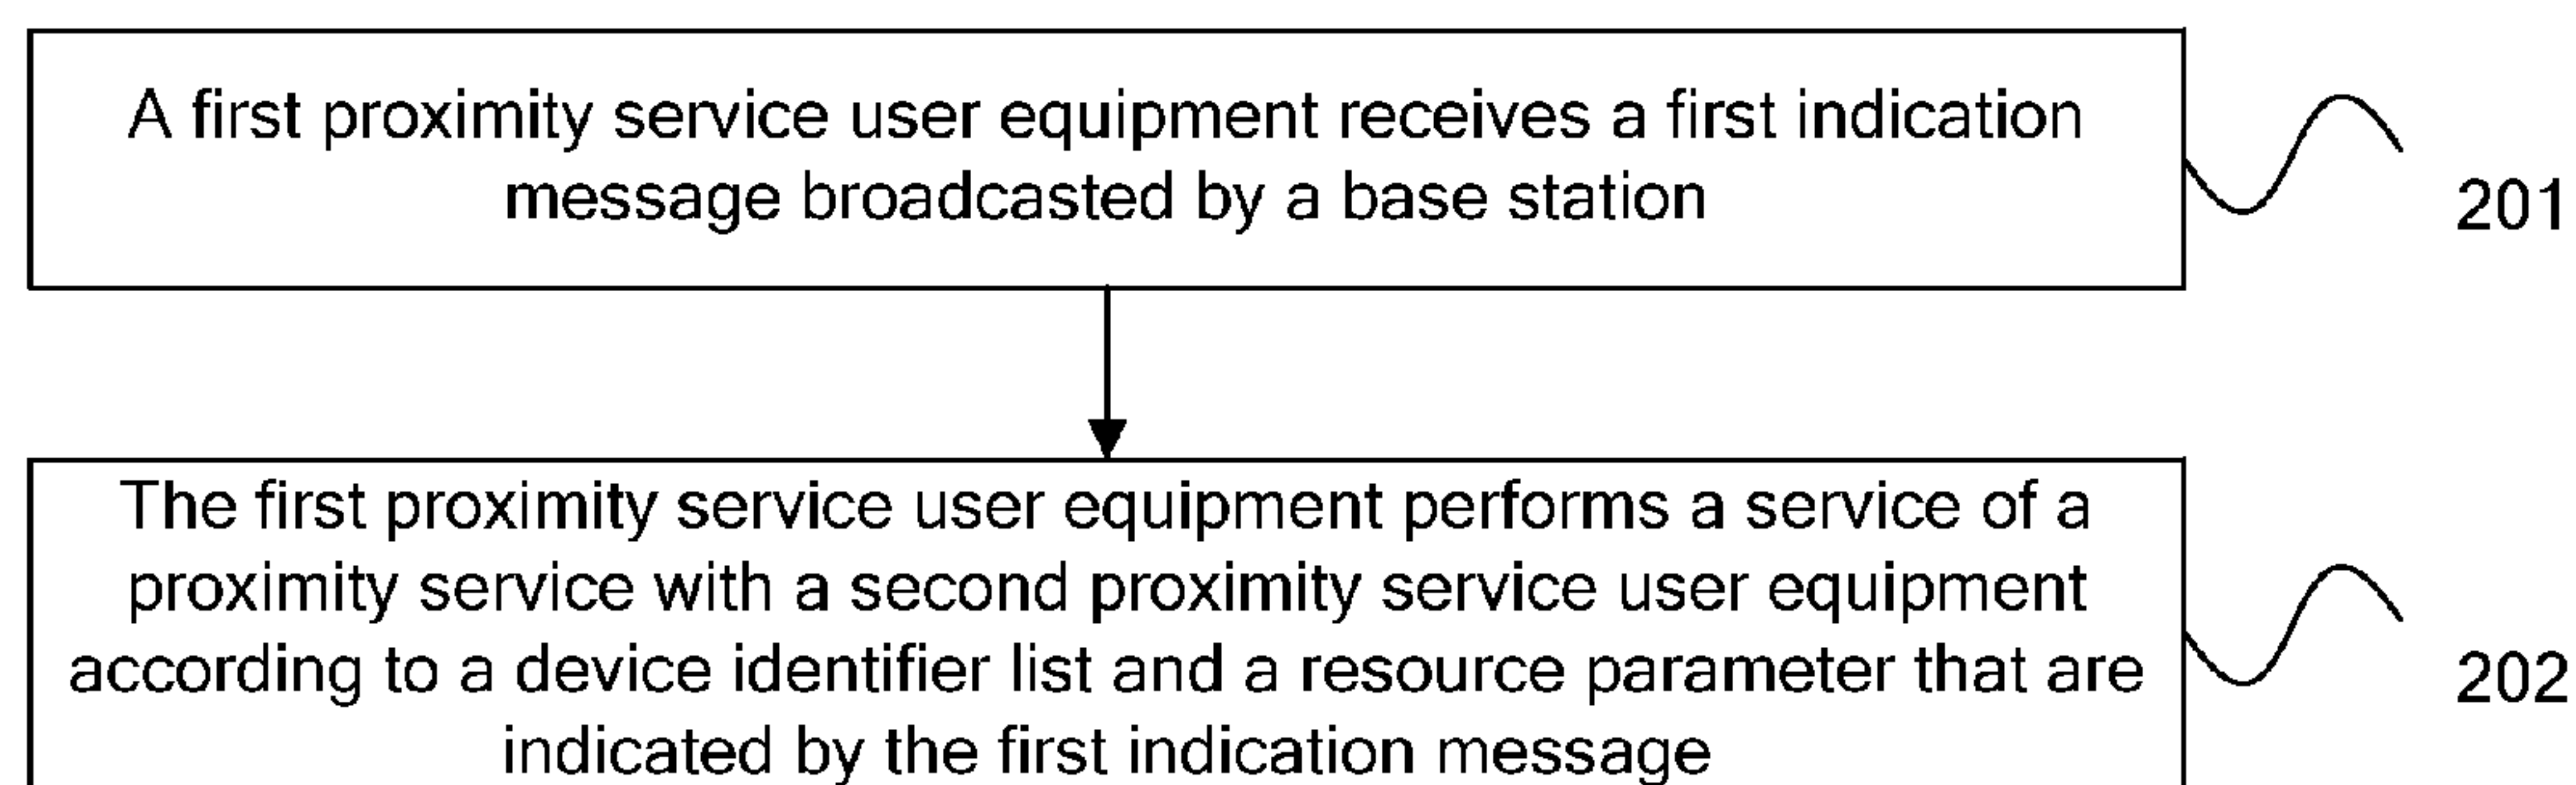 A first proximity service user equipment receives a first indication
message broadcasted by a base station
201
The first proximity service user equipment performs a service of a
proximity service with a second proximity service user equipment
according to a device identifier list and a resource parameter that are
indicated by the first indication message
202